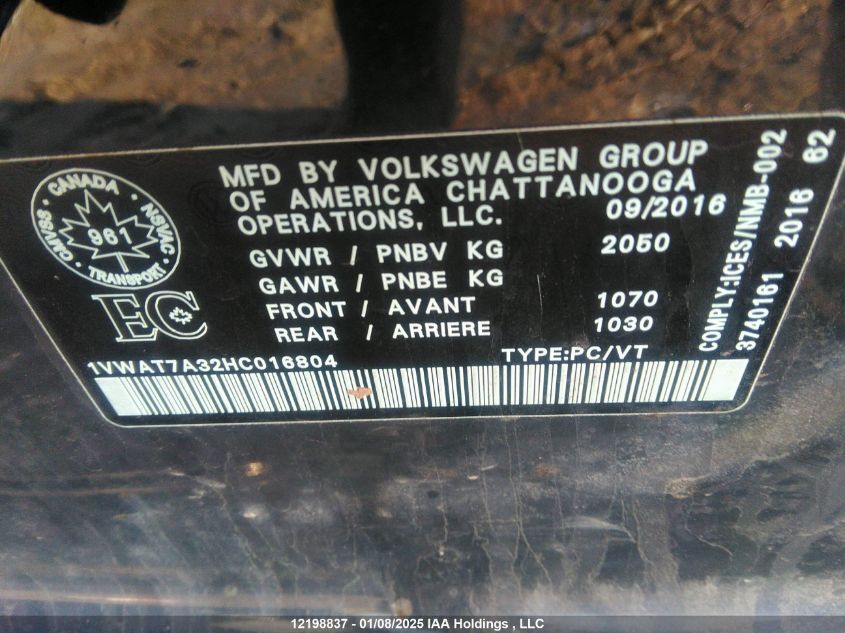 MFD BY VOLKSWAGEN GROUP
OF AMERICA CHATTANOOGA
OPERATIONS, LLC. 09/2016
GVWR / PNBV KG 2050
GAWR / PNBE KG
FRONT / AVANT 1070
REAR / ARRIERE 1030
1VWAT7A32HC016804 TYPE:PC/VT
CANADA
CMVSS 961 NSVAC
TRANSPORT
EC
COMPLY:ICES/NMB-002
3740161 2016 62
12198837 - 01/08/2025 IAA Holdings , LLC